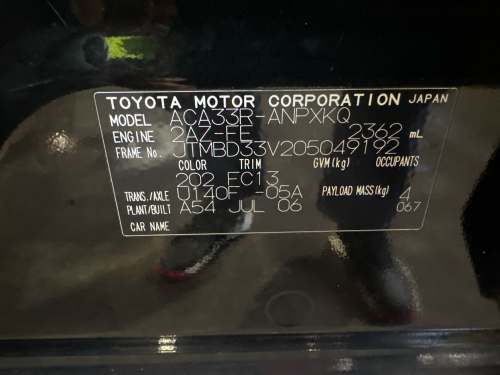 TOYOTA MOTOR CORPORATION JAPAN
MODEL ACA33R-ANPXKQ
ENGINE 2AZ-FE 2362 mL
FRAME No. JTMBD33V205049192
COLOR TRIM GVM(kg) OCCUPANTS
202 FC13
TRANS./AXLE U140F -05A PAYLOAD MASS(kg) 4
PLANT/BUILT A54 JUL 06 067
CAR NAME